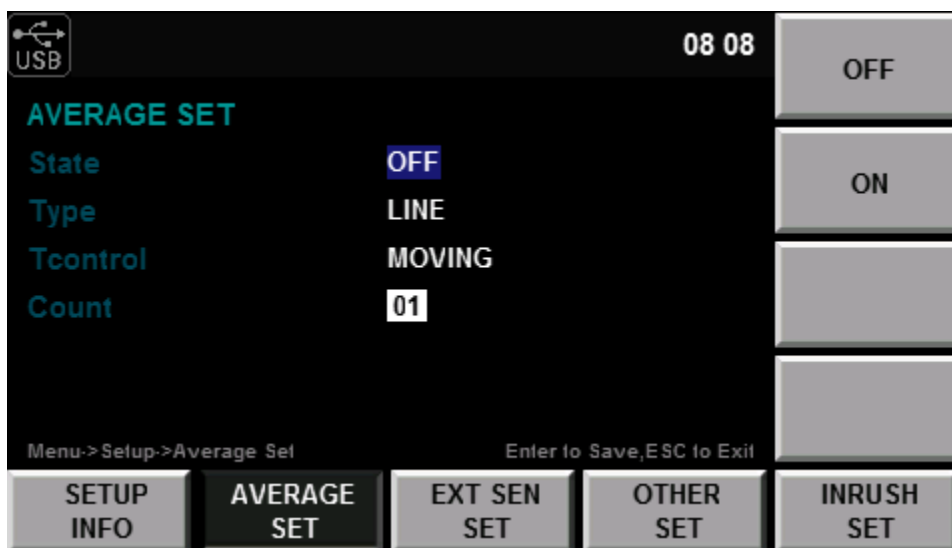 USB
08 08
OFF
AVERAGE SET
State OFF
ON
Type LINE
Tcontrol MOVING
Count 01
Menu->Setup->Average Set Enter to Save,ESC to Exit
SETUP INFO
AVERAGE SET
EXT SEN SET
OTHER SET
INRUSH SET